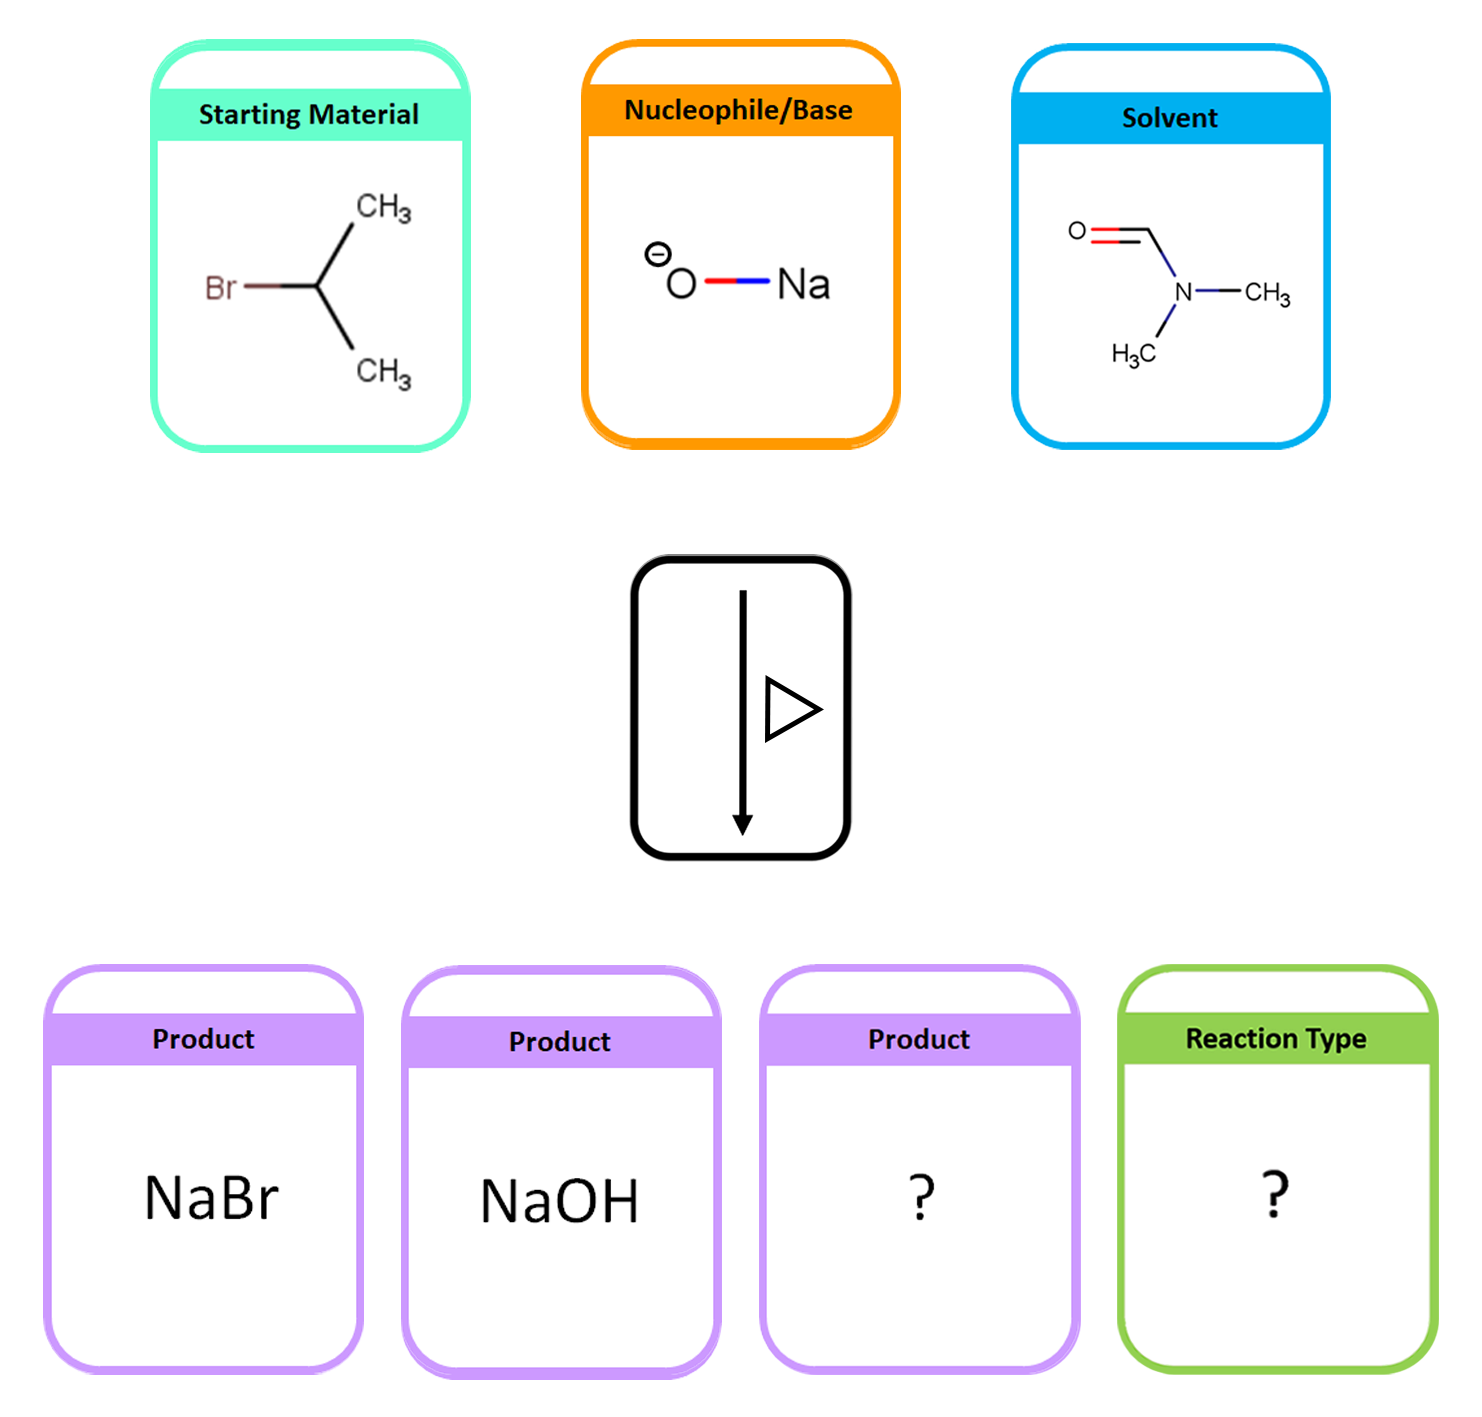 Starting Material
CH₃
Br
CH₃
Nucleophile/Base
⊖
O Na
Solvent
O
N CH₃
H₃C
Product
NaBr
Product
NaOH
Product
?
Reaction Type
?